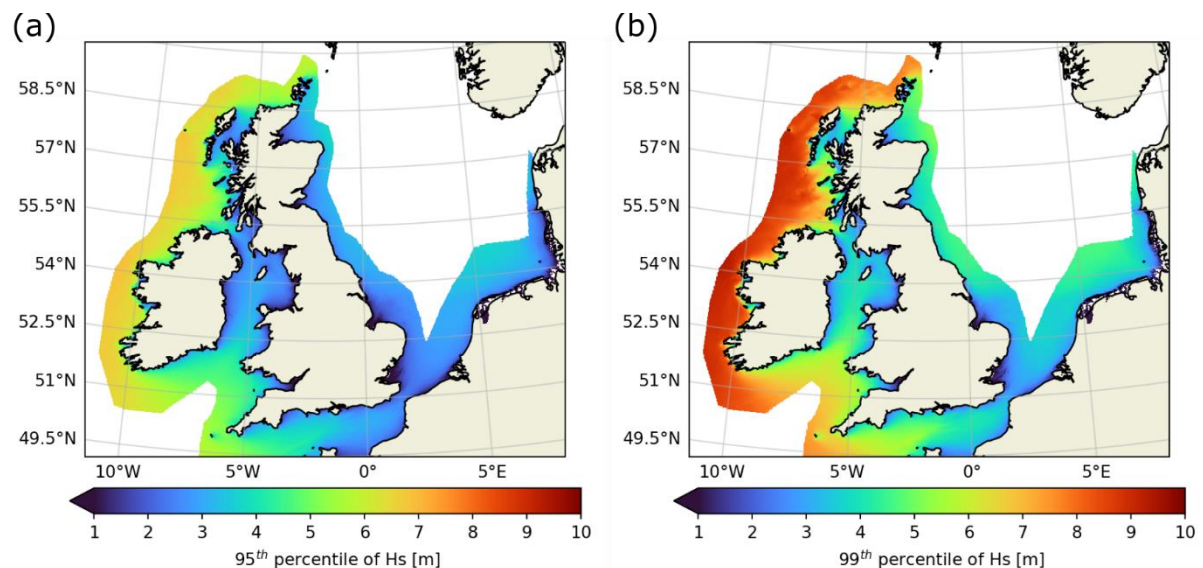 (a) (b)
58.5°N 58.5°N
57°N 57°N
55.5°N 55.5°N
54°N 54°N
52.5°N 52.5°N
51°N 51°N
49.5°N 49.5°N
10°W 5°W 0° 5°E 10°W 5°W 0° 5°E
1 2 3 4 5 6 7 8 9 10 1 2 3 4 5 6 7 8 9 10
95th percentile of Hs [m] 99th percentile of Hs [m]